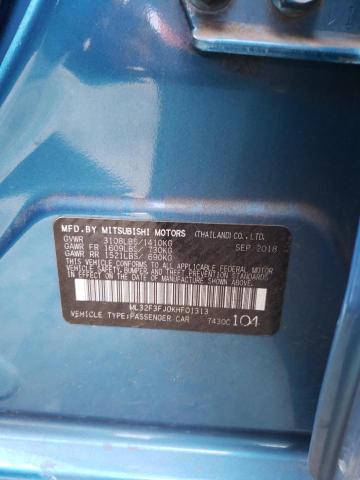 MFD.BY MITSUBISHI MOTORS (THAILAND)CO.,LTD.
GVWR 3108LBS/1410KG SEP 2018
GAWR FR 1609LBS/ 730KG
GAWR RR 1521LBS/ 690KG
THIS VEHICLE CONFORMS TO ALL APPLICABLE FEDERAL MOTOR
VEHICLE SAFETY,BUMPER AND THEFT PREVENTION STANDARDS
IN EFFECT ON THE DATE OF MANUFACTURE SHOWN ABOVE.
ML32F3FJ0KHF01313
VEHICLE TYPE:PASSENGER CAR 7430C 104